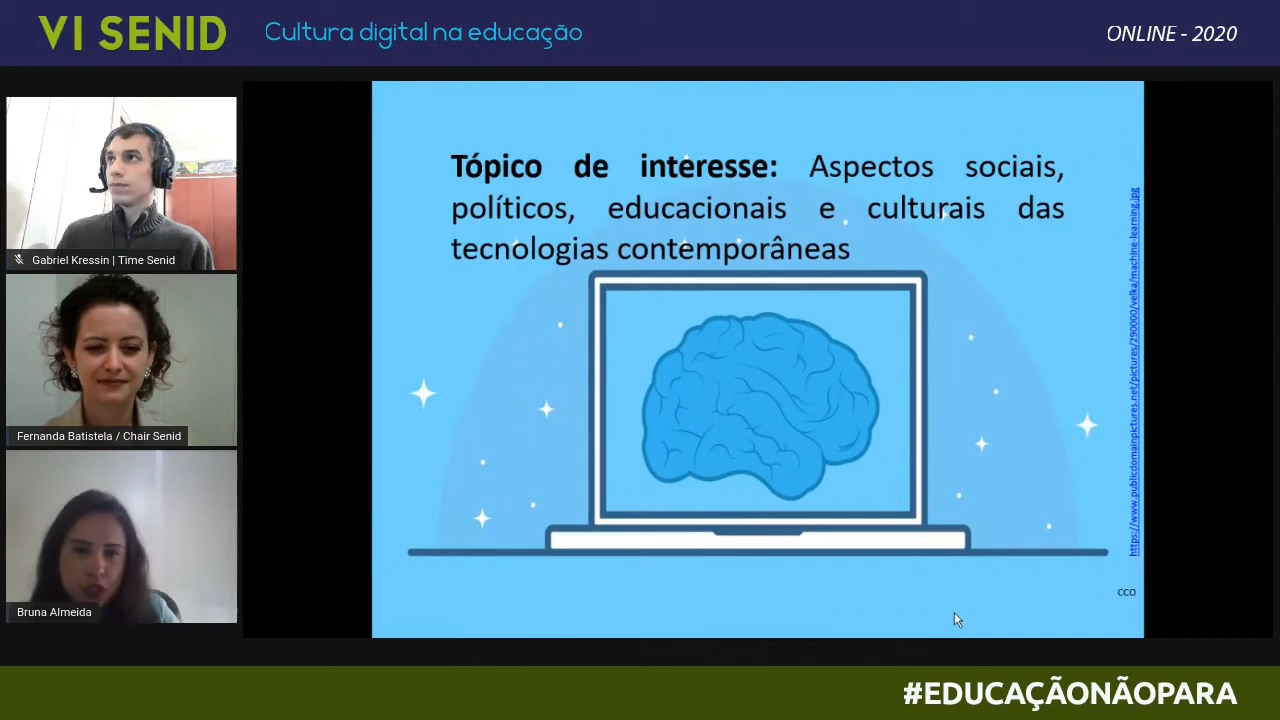 VI SENID
Cultura digital na educação
ONLINE - 2020
Gabriel Kressin | Time Senid
Fernanda Batistela / Chair Senid
Bruna Almeida
Tópico de interesse: Aspectos sociais,
políticos, educacionais e culturais das
tecnologias contemporâneas
https://www.publicdomainpictures.net/pictures/290000/velka/machine-learning.jpg
CCO
#EDUCAÇÃONÃOPARA